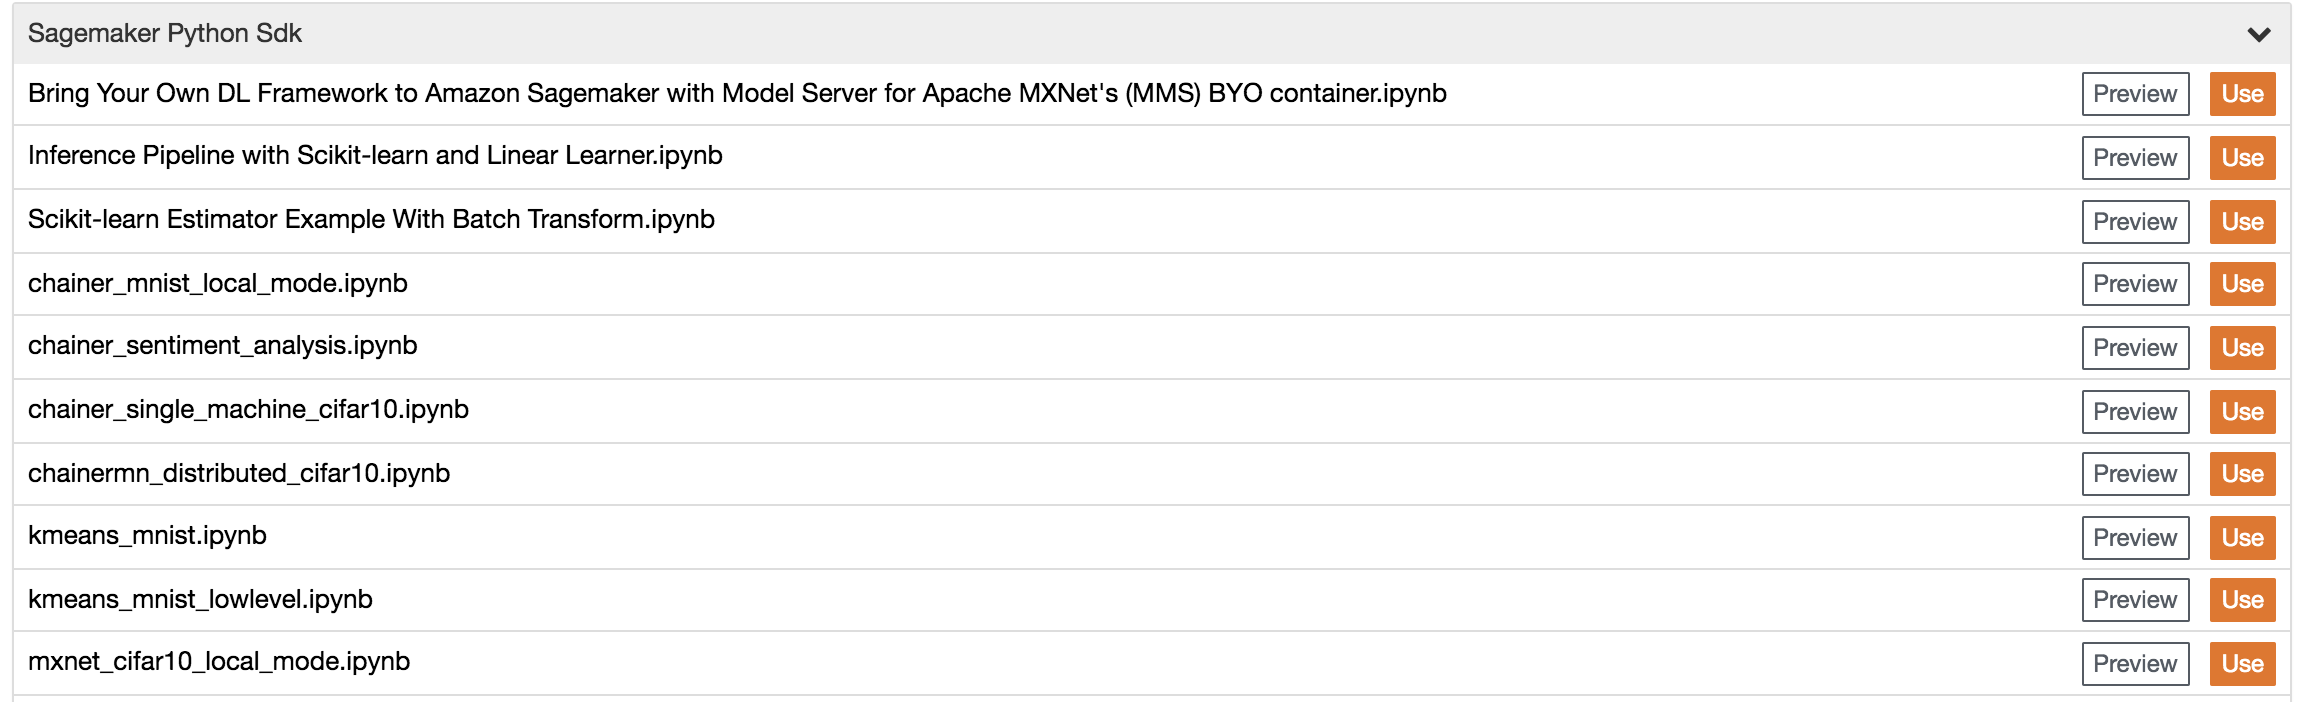 Sagemaker Python Sdk
Bring Your Own DL Framework to Amazon Sagemaker with Model Server for Apache MXNet's (MMS) BYO container.ipynb Preview Use
Inference Pipeline with Scikit-learn and Linear Learner.ipynb Preview Use
Scikit-learn Estimator Example With Batch Transform.ipynb Preview Use
chainer_mnist_local_mode.ipynb Preview Use
chainer_sentiment_analysis.ipynb Preview Use
chainer_single_machine_cifar10.ipynb Preview Use
chainermn_distributed_cifar10.ipynb Preview Use
kmeans_mnist.ipynb Preview Use
kmeans_mnist_lowlevel.ipynb Preview Use
mxnet_cifar10_local_mode.ipynb Preview Use